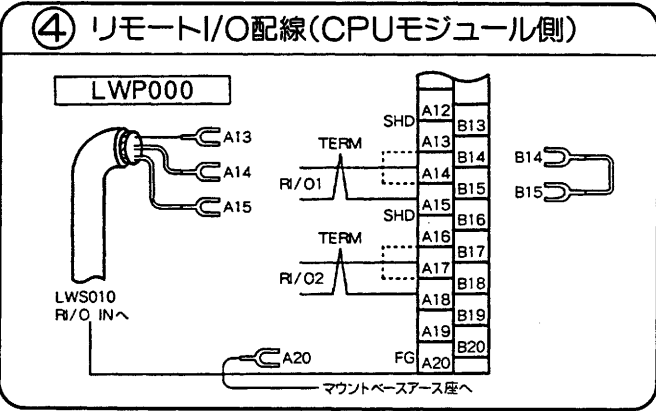 ④ リモートI/O配線(CPUモジュール側)
LWP000
A13
A14
A15
LWS010
RI/O INへ
A20
マウントベースアース座へ
TERM
RI/O1
TERM
RI/O2
SHD
SHD
FG
A12
A13
A14
A15
A16
A17
A18
A19
A20
B13
B14
B15
B16
B17
B18
B19
B20
B14
B15